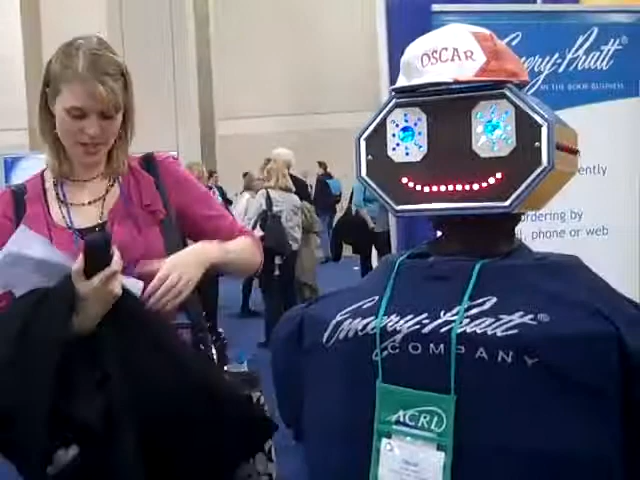 OSCAR
Emery-Pratt
IN THE BOOK BUSINESS
ently
ordering by
l, phone or web
Emery-Pratt®
COMPANY
ACRL